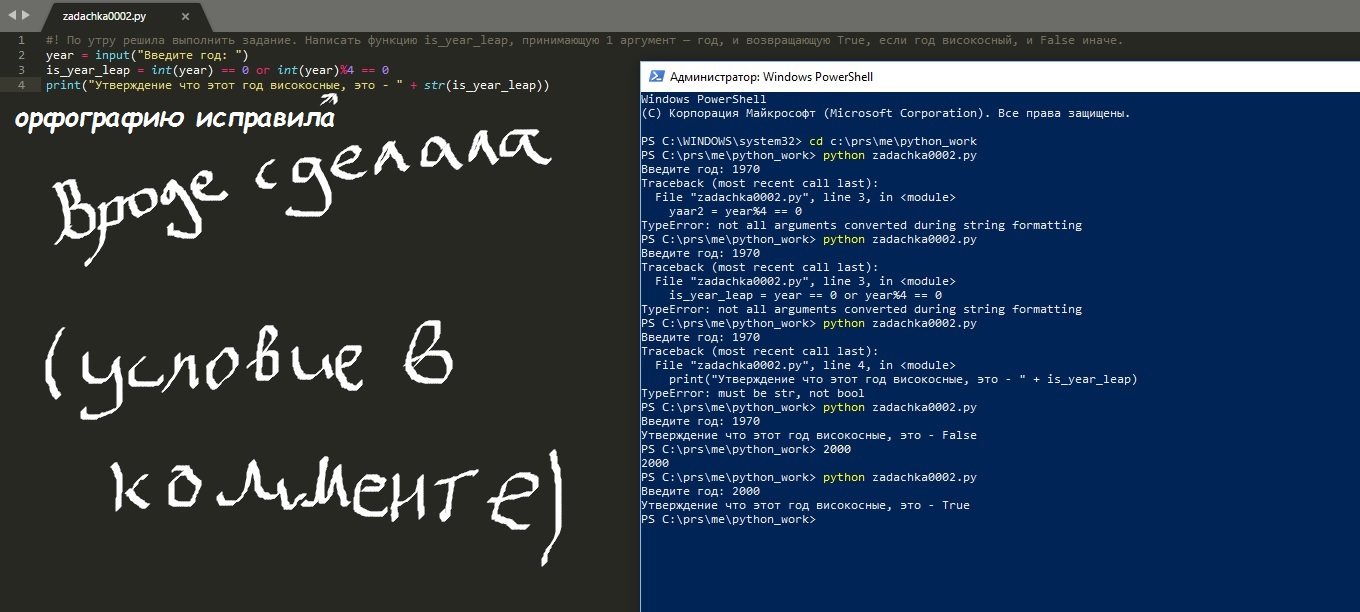 zadachka0002.py
1 #! По утру решила выполнить задание. Написать функцию is_year_leap, принимающую 1 аргумент — год, и возвращающую True, если год високосный, и False иначе.
2 year = input("Введите год: ")
3 is_year_leap = int(year) == 0 or int(year)%4 == 0
4 print("Утверждение что этот год високосные, это - " + str(is_year_leap))
орфографию исправила
Вроде сделала
(условие в
комменте)
Администратор: Windows PowerShell
Windows PowerShell
(C) Корпорация Майкрософт (Microsoft Corporation). Все права защищены.
PS C:\WINDOWS\system32> cd c:\prs\me\python_work
PS C:\prs\me\python_work> python zadachka0002.py
Введите год: 1970
Traceback (most recent call last):
File "zadachka0002.py", line 3, in <module>
yaar2 = year%4 == 0
TypeError: not all arguments converted during string formatting
PS C:\prs\me\python_work> python zadachka0002.py
Введите год: 1970
Traceback (most recent call last):
File "zadachka0002.py", line 3, in <module>
is_year_leap = year == 0 or year%4 == 0
TypeError: not all arguments converted during string formatting
PS C:\prs\me\python_work> python zadachka0002.py
Введите год: 1970
Traceback (most recent call last):
File "zadachka0002.py", line 4, in <module>
print("Утверждение что этот год високосные, это - " + is_year_leap)
TypeError: must be str, not bool
PS C:\prs\me\python_work> python zadachka0002.py
Введите год: 1970
Утверждение что этот год високосные, это - False
PS C:\prs\me\python_work> 2000
2000
PS C:\prs\me\python_work> python zadachka0002.py
Введите год: 2000
Утверждение что этот год високосные, это - True
PS C:\prs\me\python_work>